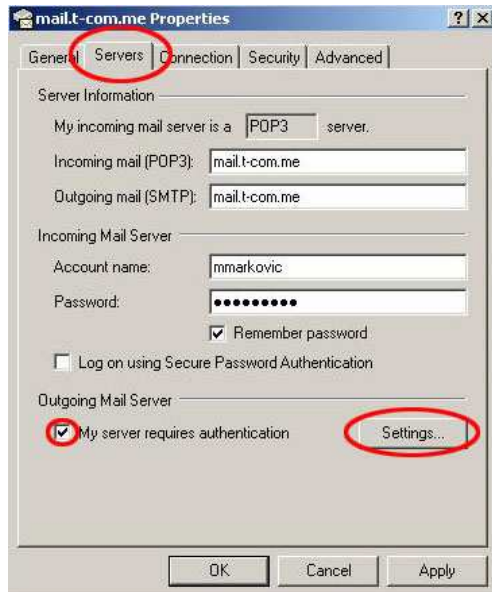 mail.t-com.me Properties
General Servers Connection Security Advanced
Server Information
My incoming mail server is a POP3 server.
Incoming mail (POP3): mail.t-com.me
Outgoing mail (SMTP): mail.t-com.me
Incoming Mail Server
Account name: mmarkovic
Password: ●●●●●●●●●
Remember password
Log on using Secure Password Authentication
Outgoing Mail Server
My server requires authentication Settings...
OK Cancel Apply